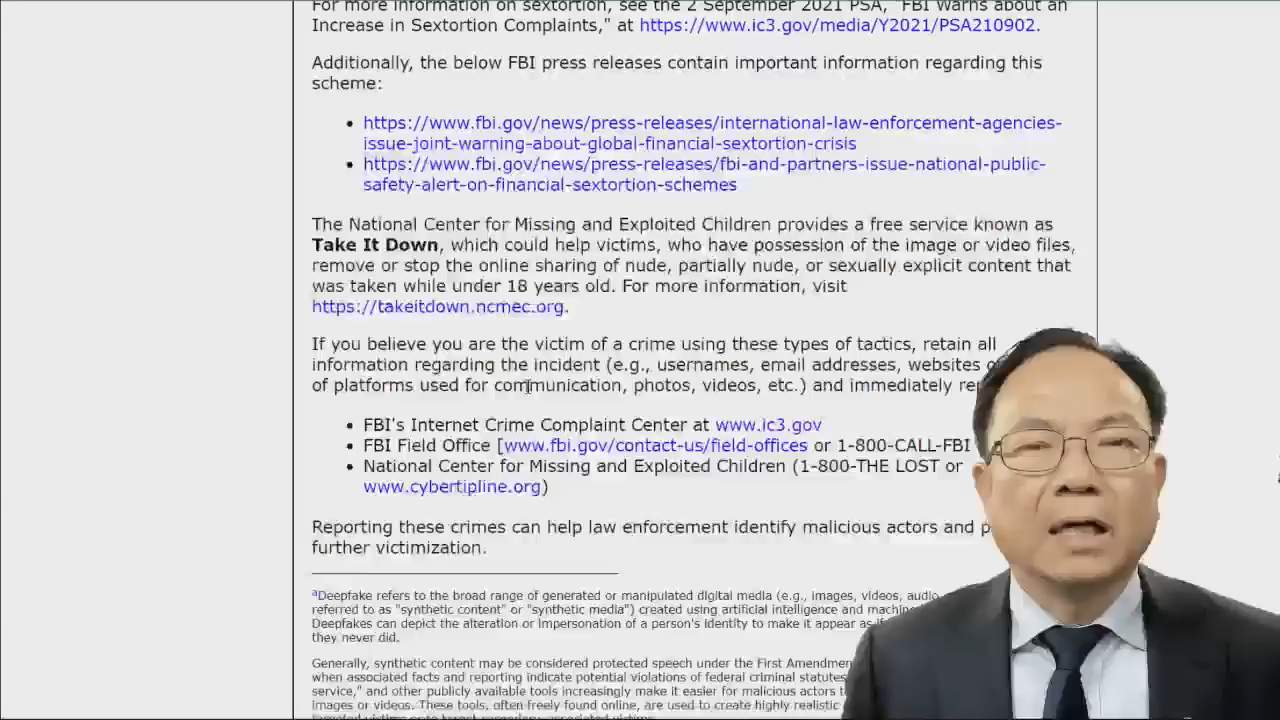 For more information on sextortion, see the 2 September 2021 PSA, "FBI Warns about an
Increase in Sextortion Complaints," at https://www.ic3.gov/media/Y2021/PSA210902.
Additionally, the below FBI press releases contain important information regarding this
scheme:
• https://www.fbi.gov/news/press-releases/international-law-enforcement-agencies-
issue-joint-warning-about-global-financial-sextortion-crisis
• https://www.fbi.gov/news/press-releases/fbi-and-partners-issue-national-public-
safety-alert-on-financial-sextortion-schemes
The National Center for Missing and Exploited Children provides a free service known as
Take It Down, which could help victims, who have possession of the image or video files,
remove or stop the online sharing of nude, partially nude, or sexually explicit content that
was taken while under 18 years old. For more information, visit
https://takeitdown.ncmec.org.
If you believe you are the victim of a crime using these types of tactics, retain all
information regarding the incident (e.g., usernames, email addresses, websites
of platforms used for communication, photos, videos, etc.) and immediately
• FBI's Internet Crime Complaint Center at www.ic3.gov
• FBI Field Office [www.fbi.gov/contact-us/field-offices or 1-800-CALL-FBI
• National Center for Missing and Exploited Children (1-800-THE LOST or
www.cybertipline.org)
Reporting these crimes can help law enforcement identify malicious actors and
further victimization.
aDeepfake refers to the broad range of generated or manipulated digital media (e.g., images, videos, audio,
referred to as "synthetic content" or "synthetic media") created using artificial intelligence and
Deepfakes can depict the alteration or impersonation of a person's identity to make it appear as
they never did.
Generally, synthetic content may be considered protected speech under the First
when associated facts and reporting indicate potential violations of federal criminal
service," and other publicly available tools increasingly make it easier for malicious actors
images or videos. These tools, often freely found online, are used to create highly realistic